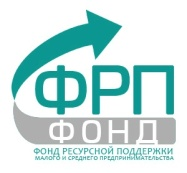 ФРП
ФОНД
ФОНД РЕСУРСНОЙ ПОДДЕРЖКИ
МАЛОГО И СРЕДНЕГО ПРЕДПРИНИМАТЕЛЬСТВА